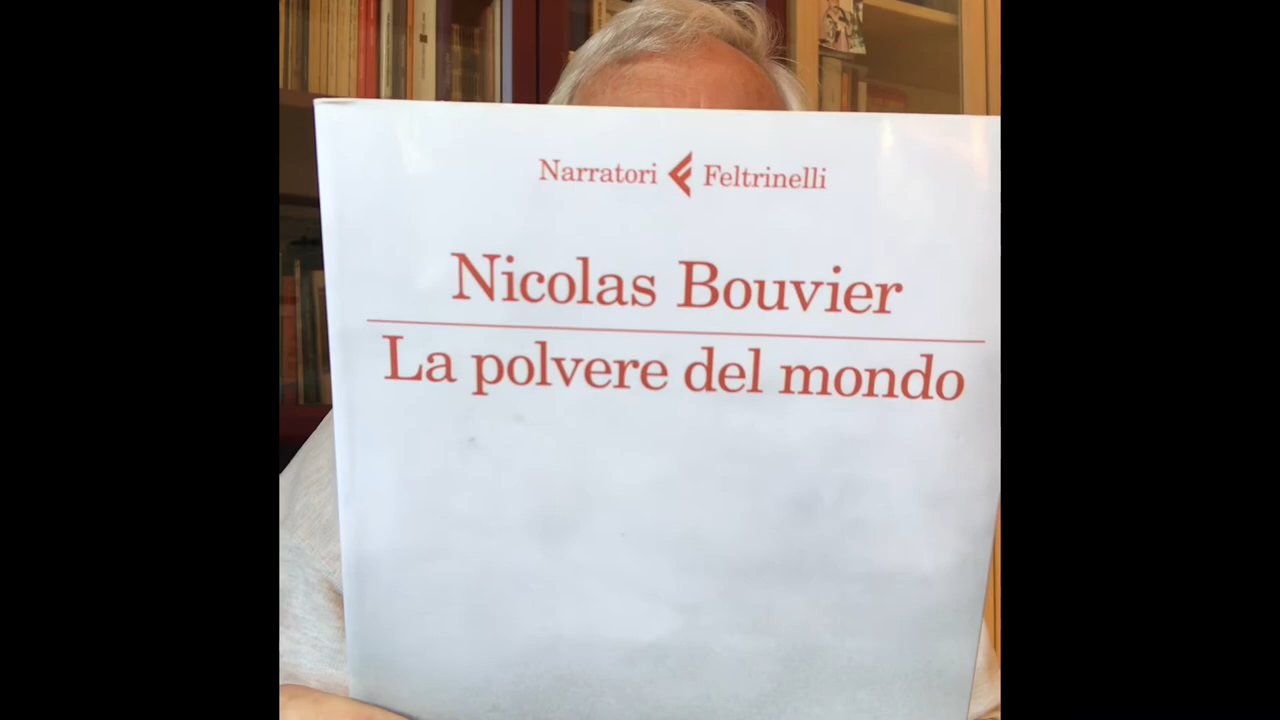 Narratori Feltrinelli
Nicolas Bouvier
La polvere del mondo